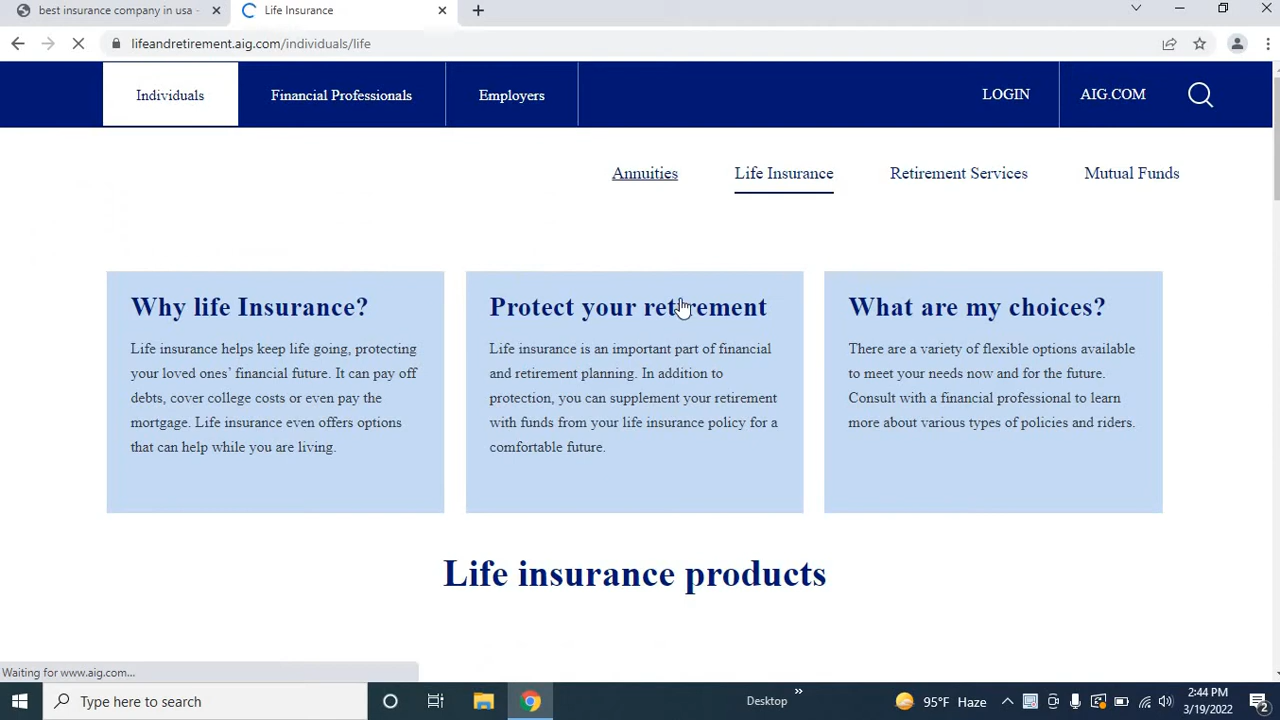 best insurance company in usa -
Life Insurance
lifeandretirement.aig.com/individuals/life
Individuals
Financial Professionals
Employers
LOGIN
AIG.COM
Annuities
Life Insurance
Retirement Services
Mutual Funds
Why life Insurance?
Life insurance helps keep life going, protecting
your loved ones’ financial future. It can pay off
debts, cover college costs or even pay the
mortgage. Life insurance even offers options
that can help while you are living.
Protect your retirement
Life insurance is an important part of financial
and retirement planning. In addition to
protection, you can supplement your retirement
with funds from your life insurance policy for a
comfortable future.
What are my choices?
There are a variety of flexible options available
to meet your needs now and for the future.
Consult with a financial professional to learn
more about various types of policies and riders.
Life insurance products
Waiting for www.aig.com...
Type here to search
Desktop
»
95°F Haze
2:44 PM
3/19/2022
2